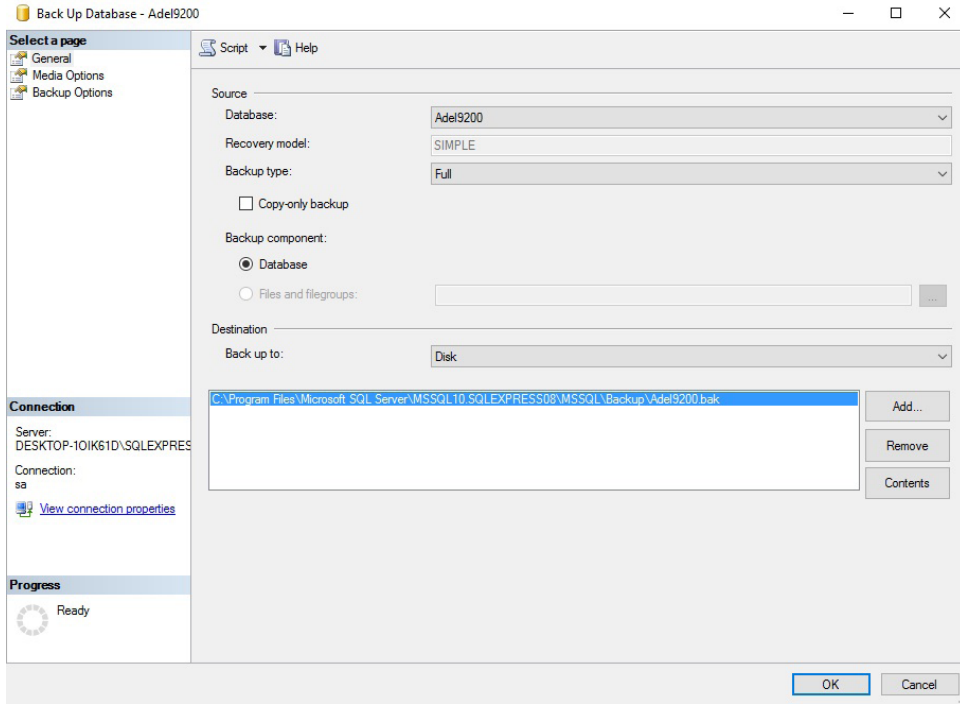 Back Up Database - Adel9200
Select a page
General
Media Options
Backup Options
Script
Help
Source
Database:
Adel9200
Recovery model:
SIMPLE
Backup type:
Full
Copy-only backup
Backup component:
Database
Files and filegroups:
...
Destination
Back up to:
Disk
C:\Program Files\Microsoft SQL Server\MSSQL10.SQLEXPRESS08\MSSQL\Backup\Adel9200.bak
Add...
Remove
Contents
Connection
Server:
DESKTOP-1OIK61D\SQLEXPRES
Connection:
sa
View connection properties
Progress
Ready
OK
Cancel